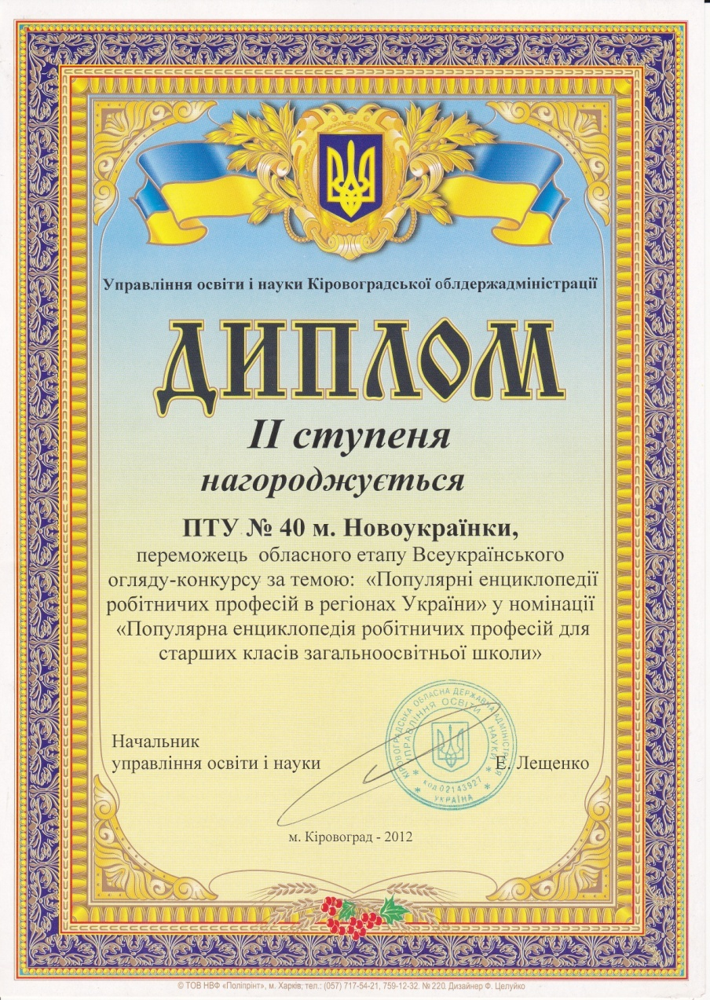 Управління освіти і науки Кіровоградської облдержадміністрації
ДИПЛОМ
ІІ ступеня
нагороджується
ПТУ № 40 м. Новоукраїнки,
переможець обласного етапу Всеукраїнського
огляду-конкурсу за темою: «Популярні енциклопедії
робітничих професій в регіонах України» у номінації
«Популярна енциклопедія робітничих професій для
старших класів загальноосвітньої школи»
КІРОВОГРАДСЬКА ОБЛАСНА ДЕРЖАВНА АДМІНІСТРАЦІЯ
УПРАВЛІННЯ ОСВІТИ І НАУКИ
* код 02143927 *
* УКРАЇНА *
Начальник
управління освіти і науки Е. Лещенко
м. Кіровоград - 2012
© ТОВ НВФ «Поліпрінт», м. Харків, тел.: (057) 717-54-21, 759-12-32. № 220. Дизайнер Ф. Целуйко